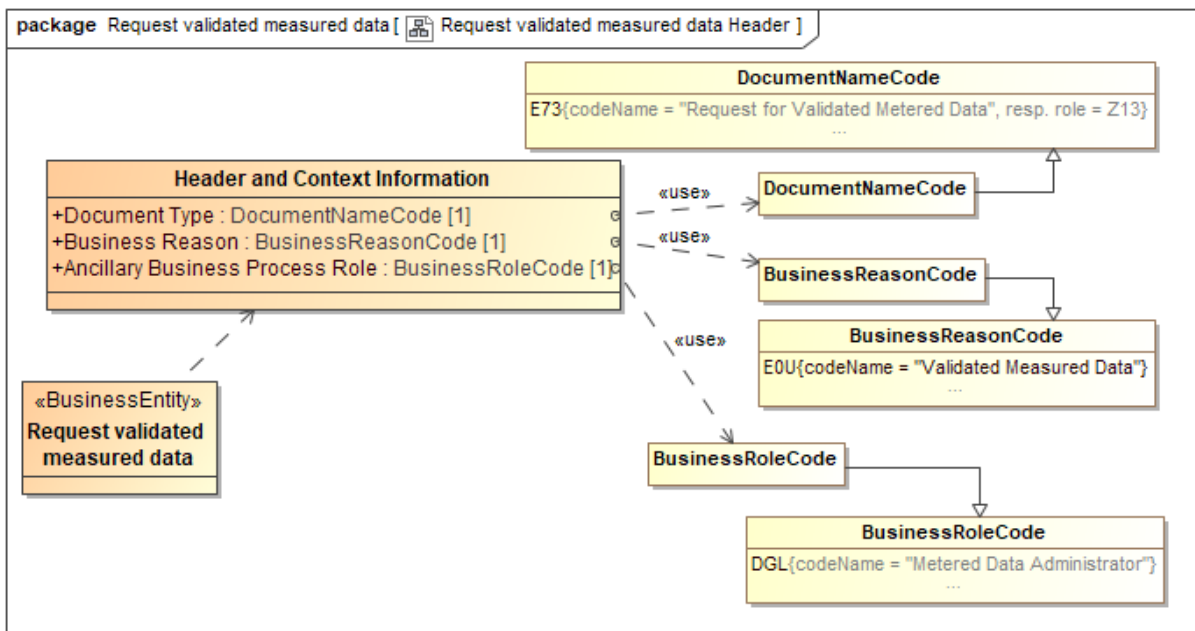 package Request validated measured data [ Request validated measured data Header ]
DocumentNameCode
E73{codeName = "Request for Validated Metered Data", resp. role = Z13}
...
Header and Context Information
+Document Type : DocumentNameCode [1]
+Business Reason : BusinessReasonCode [1]
+Ancillary Business Process Role : BusinessRoleCode [1]
«use»
DocumentNameCode
«use»
BusinessReasonCode
BusinessReasonCode
E0U{codeName = "Validated Measured Data"}
...
«use»
«BusinessEntity»
Request validated
measured data
BusinessRoleCode
BusinessRoleCode
DGL{codeName = "Metered Data Administrator"}
...